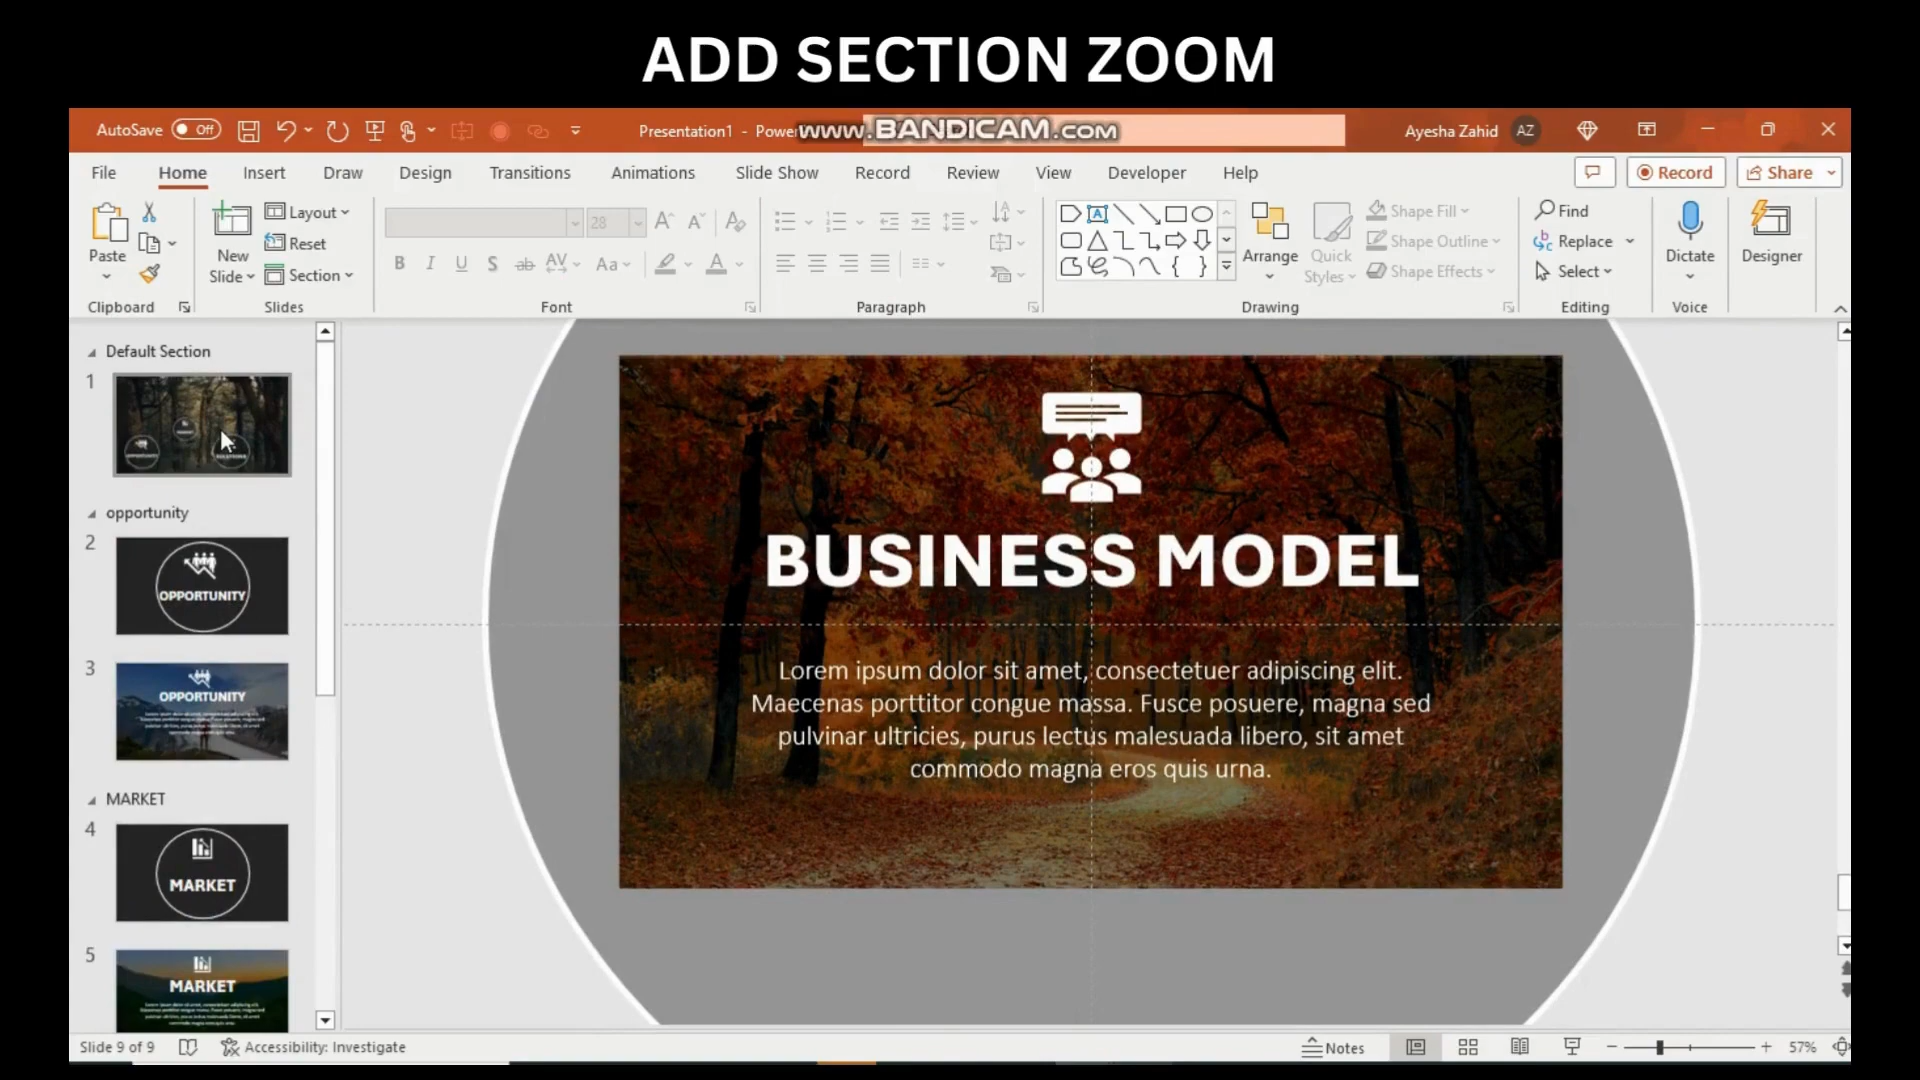 ADD SECTION ZOOM
AutoSave Off
Presentation1 - Power
www.BANDICAM.com
Ayesha Zahid AZ
File Home Insert Draw Design Transitions Animations Slide Show Record Review View Developer Help
Record
Share
Paste
New
Slide
Layout
Reset
Section
28
B I U S ab AV Aa A
Arrange
Quick
Styles
Shape Fill
Shape Outline
Shape Effects
Find
Replace
Select
Dictate
Designer
Clipboard Slides Font Paragraph Drawing Editing Voice
Default Section
1
OPPORTUNITY
opportunity
2
OPPORTUNITY
3
OPPORTUNITY
MARKET
4
MARKET
5
MARKET
BUSINESS MODEL
Lorem ipsum dolor sit amet, consectetuer adipiscing elit.
Maecenas porttitor congue massa. Fusce posuere, magna sed
pulvinar ultricies, purus lectus malesuada libero, sit amet
commodo magna eros quis urna.
Slide 9 of 9
Accessibility: Investigate
Notes
57%